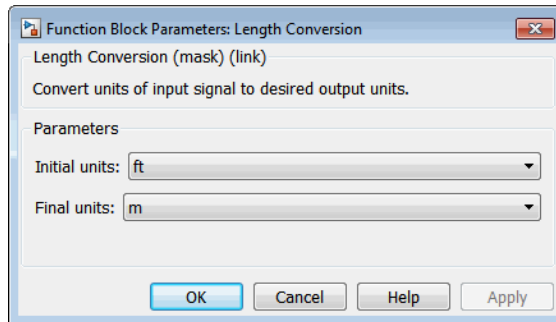 Function Block Parameters: Length Conversion
Length Conversion (mask) (link)
Convert units of input signal to desired output units.
Parameters
Initial units: ft
Final units: m
OK Cancel Help Apply